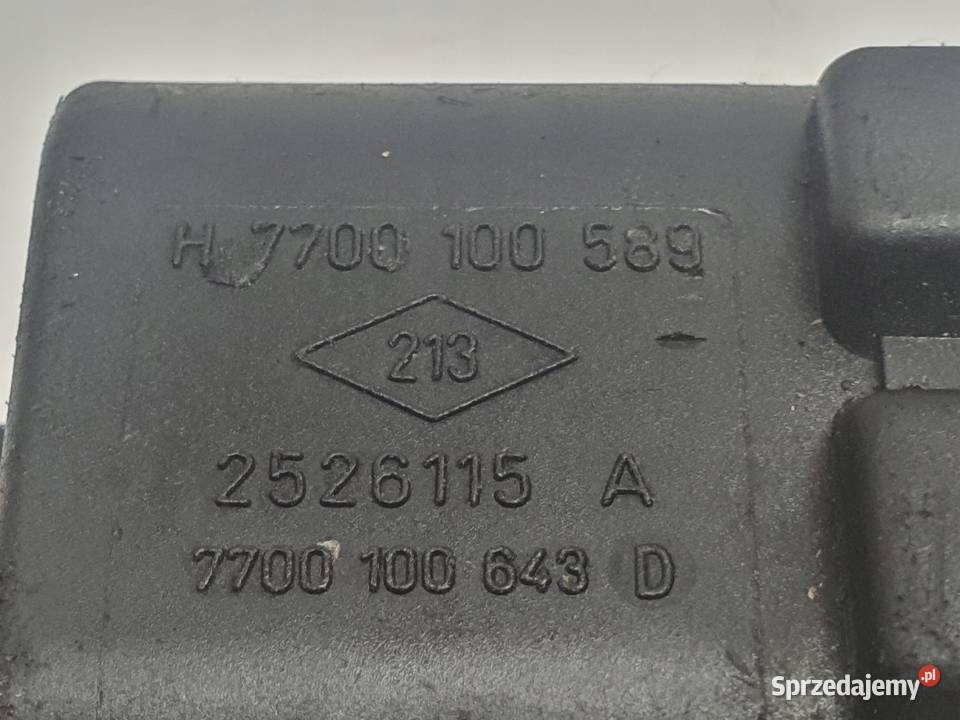 H 7700 100 589
213
2526115 A
7700 100 643 D
Sprzedajemy.pl